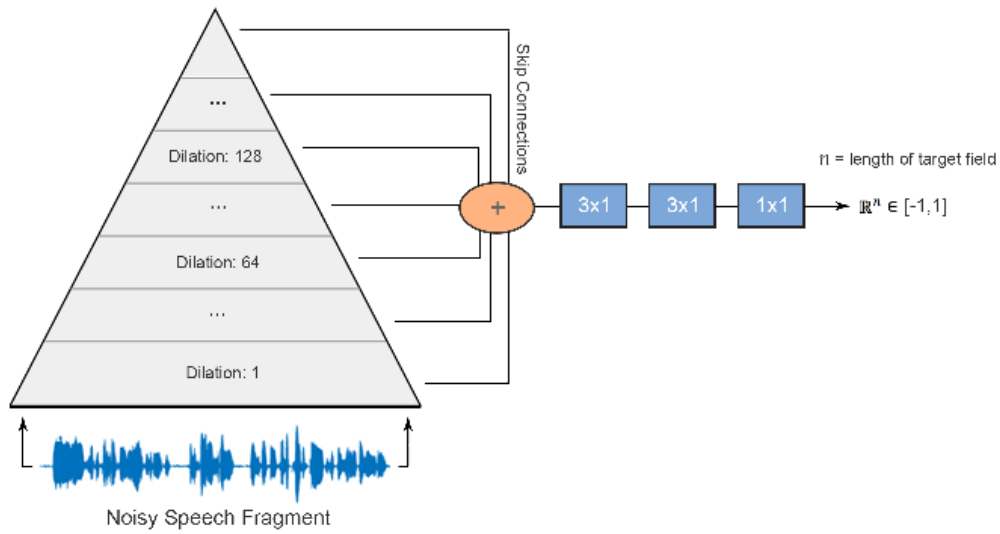 Skip Connections
...
Dilation: 128
n = length of target field
...
+
3x1
3x1
1x1
ℝⁿ ∈ [-1,1]
Dilation: 64
...
Dilation: 1
Noisy Speech Fragment